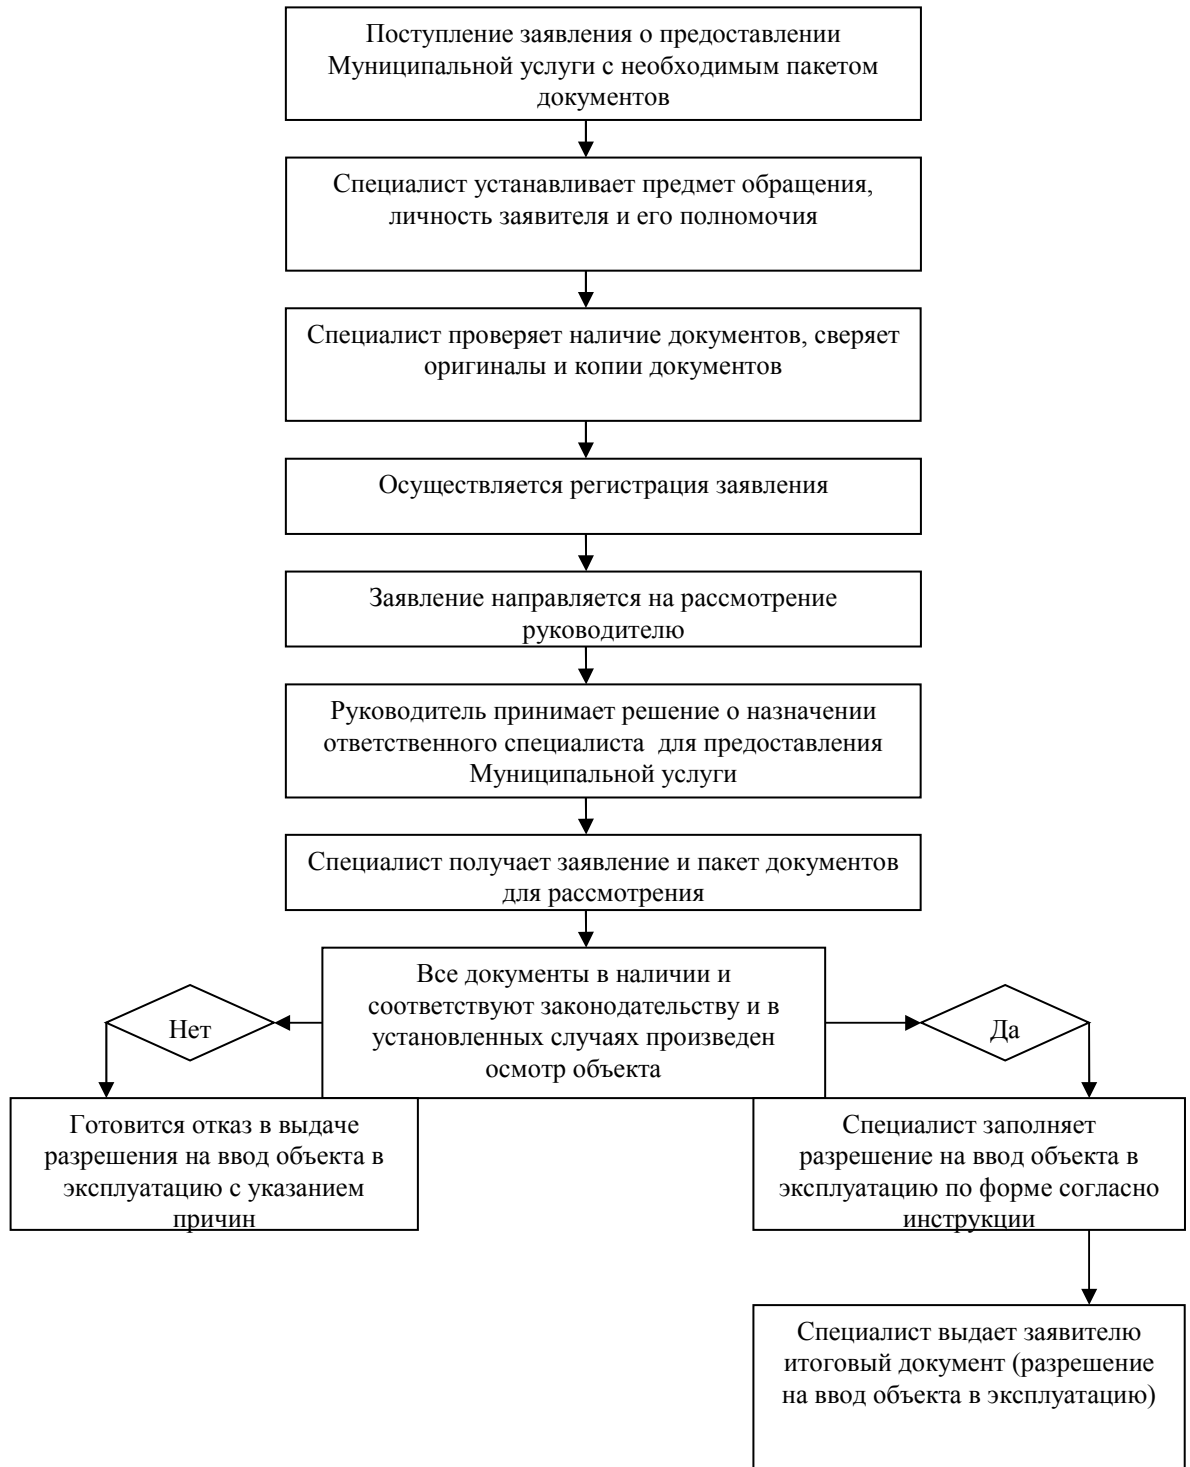 Поступление заявления о предоставлении
Муниципальной услуги с необходимым пакетом
документов
Специалист устанавливает предмет обращения,
личность заявителя и его полномочия
Специалист проверяет наличие документов, сверяет
оригиналы и копии документов
Осуществляется регистрация заявления
Заявление направляется на рассмотрение
руководителю
Руководитель принимает решение о назначении
ответственного специалиста  для предоставления
Муниципальной услуги
Специалист получает заявление и пакет документов
для рассмотрения
Все документы в наличии и
соответствуют законодательству и в
установленных случаях произведен
осмотр объекта
Нет
Да
Готовится отказ в выдаче
разрешения на ввод объекта в
эксплуатацию с указанием
причин
Специалист заполняет
разрешение на ввод объекта в
эксплуатацию по форме согласно
инструкции
Специалист выдает заявителю
итоговый документ (разрешение
на ввод объекта в эксплуатацию)